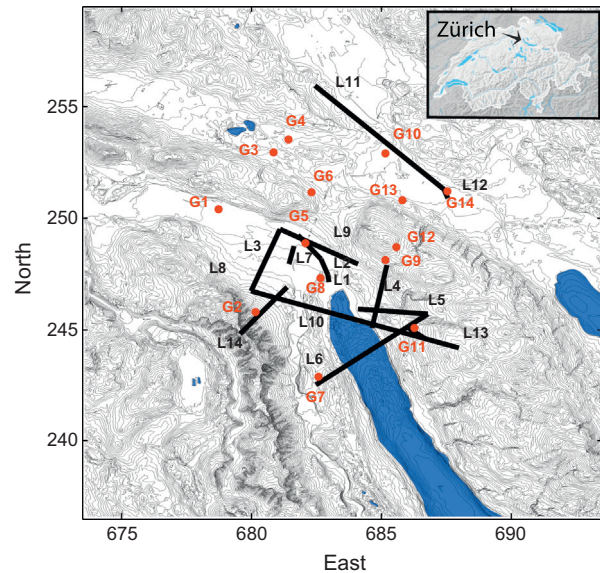 Zürich
L11
255
G4
G10
G3
G6
G13
L12
G14
G1
250
G5
L9
G12
L3
L7
L2
G9
L8
G8
L1
L4
L5
G2
L10
245
L14
G11
L13
L6
G7
240
North
675
680
685
690
East